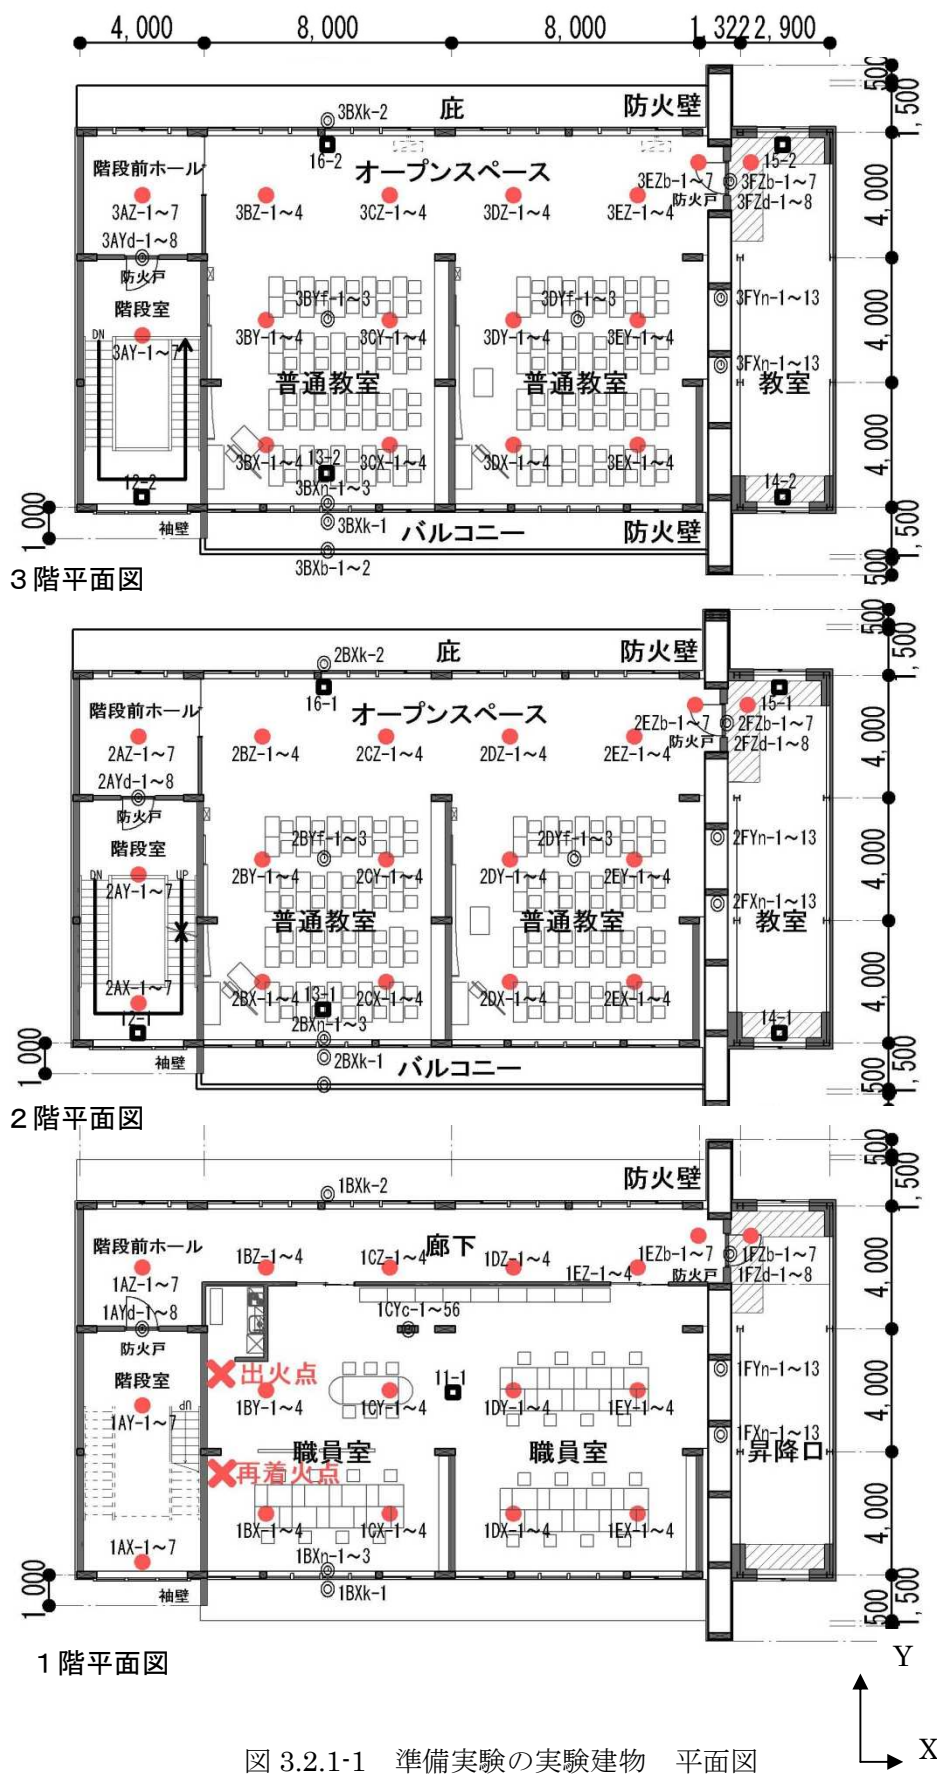 4,000 8,000 8,000 1,322 2,900
500
1,500
3BXk-2 庇 防火壁
16-2
15-2
階段前ホール オープンスペース
3EZb-1~7 3FZb-1~7
防火戸 3FZd-1~8
3AZ-1~7 3BZ-1~4 3CZ-1~4 3DZ-1~4 3EZ-1~4
4,000
3AYd-1~8
防火戸
階段室
3BYf-1~3 3DYf-1~3 3FYn-1~13
DN
3AY-1~7 3BY-1~4 3CY-1~4 3DY-1~4 3EY-1~4
4,000
3FXn-1~13
普通教室 普通教室 教室
3BX-1~4 13-2 3CX-1~4 3DX-1~4 3EX-1~4
4,000
12-2 3BXn-1~3 14-2
1,000
袖壁 3BXk-1 バルコニー 防火壁
1,500
3BXb-1~2
500
3階平面図
500
1,500
2BXk-2 庇 防火壁
16-1 15-1
階段前ホール オープンスペース
2EZb-1~7 2FZb-1~7
防火戸 2FZd-1~8
2AZ-1~7 2BZ-1~4 2CZ-1~4 2DZ-1~4 2EZ-1~4
4,000
2AYd-1~8
防火戸
階段室
2BYf-1~3 2DYf-1~3 2FYn-1~13
DN UP
2AY-1~7 2BY-1~4 2CY-1~4 2DY-1~4 2EY-1~4
4,000
2FXn-1~13
普通教室 普通教室 教室
2AX-1~7 2BX-1~4 13-1 2CX-1~4 2DX-1~4 2EX-1~4
4,000
12-1 2BXn-1~3 14-1
1,000
袖壁 2BXk-1 バルコニー
1,500
500
2階平面図
500
1,500
防火壁
1BXk-2
階段前ホール 廊下
1EZb-1~7 1FZb-1~7
防火戸 1FZd-1~8
1AZ-1~7 1BZ-1~4 1CZ-1~4 1DZ-1~4 1EZ-1~4
4,000
1AYd-1~8 1CYc-1~56
防火戸
階段室 出火点 11-1 1FYn-1~13
UP
1AY-1~7 1BY-1~4 1CY-1~4 1DY-1~4 1EY-1~4
4,000
1FXn-1~13
職員室 職員室 昇降口
再着火点
1BX-1~4 1CX-1~4 1DX-1~4 1EX-1~4
4,000
1AX-1~7 1BXn-1~3
1,000
袖壁 1BXk-1
1,500
500
1階平面図
Y
X
図 3.2.1-1 準備実験の実験建物 平面図